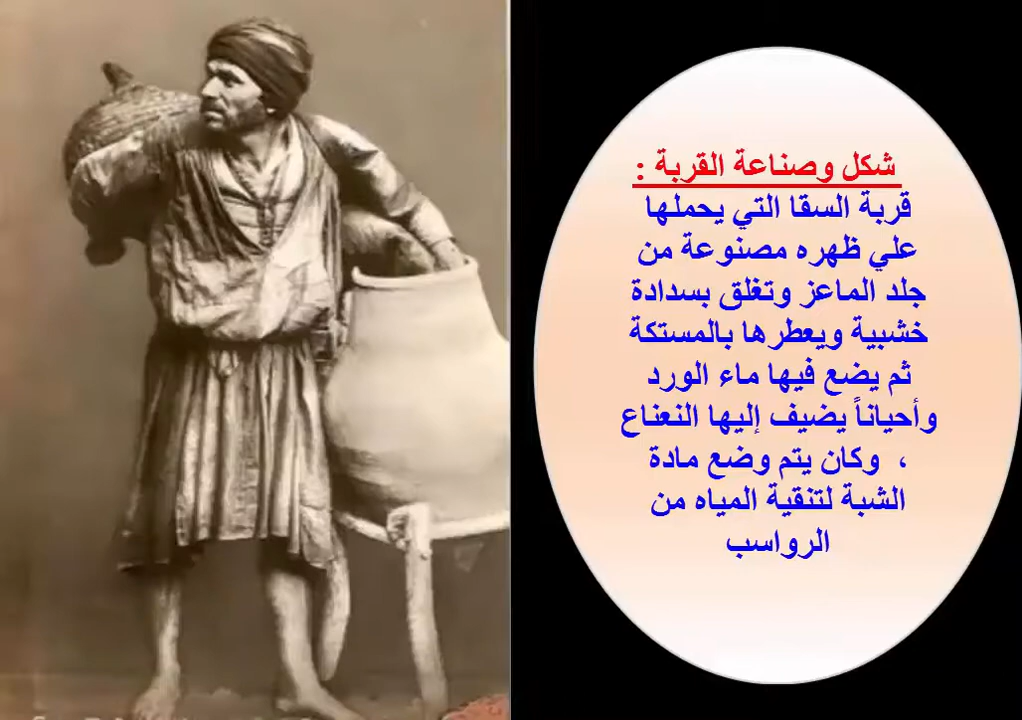 شكل وصناعة القربة :
قربة السقا التي يحملها
علي ظهره مصنوعة من
جلد الماعز وتغلق بسدادة
خشبية ويعطرها بالمستكة
ثم يضع فيها ماء الورد
وأحياناً يضيف إليها النعناع
، وكان يتم وضع مادة
الشبة لتنقية المياه من
الرواسب